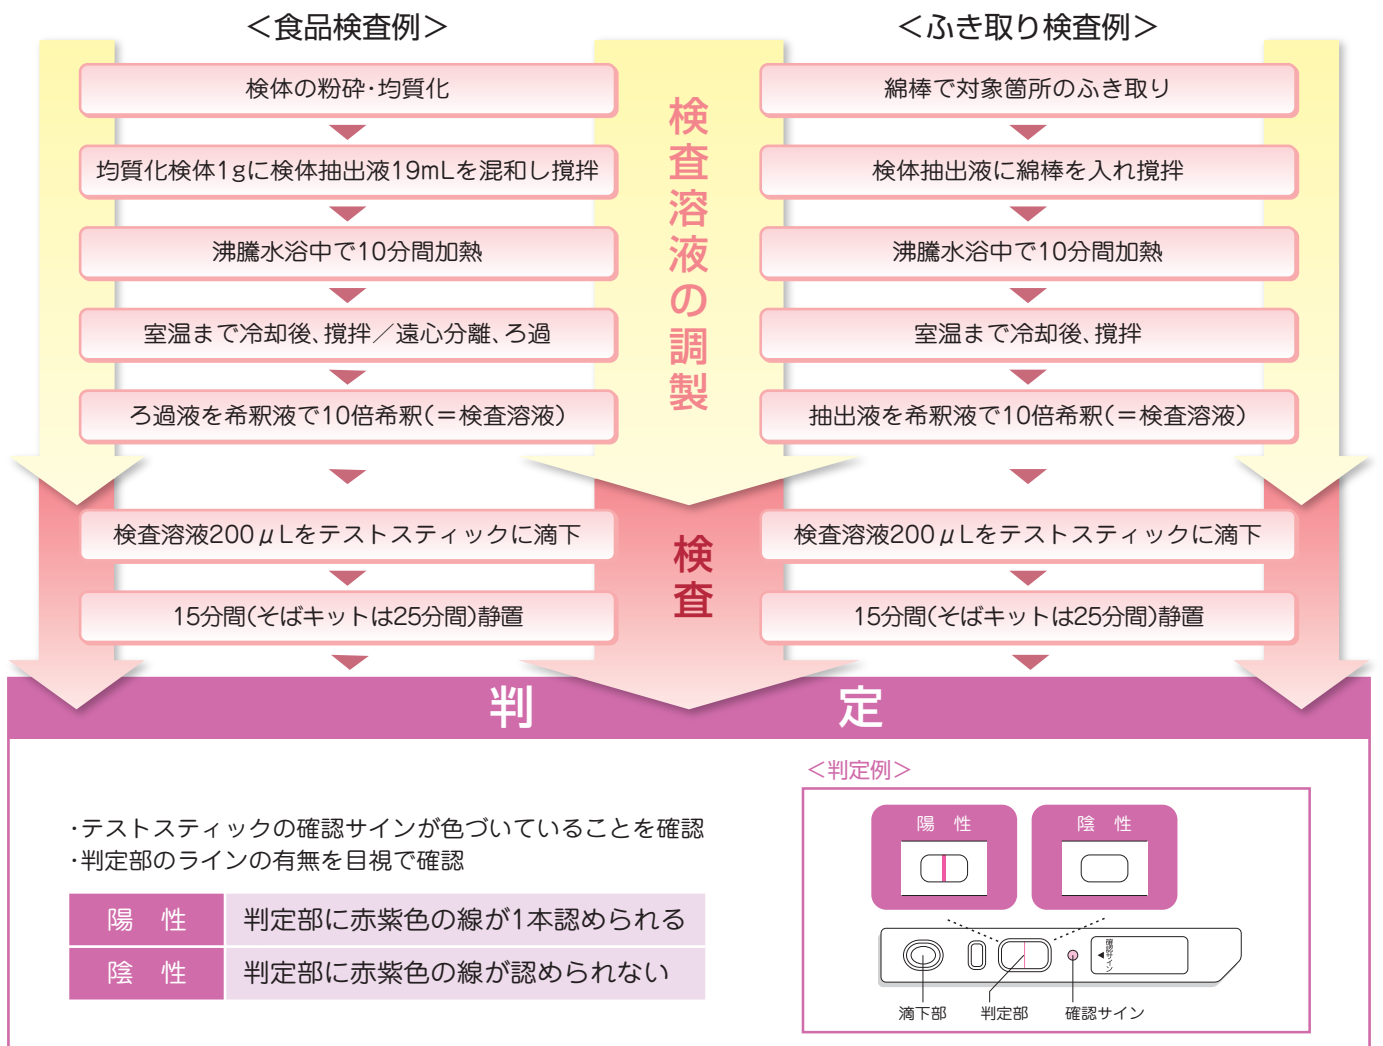 ＜食品検査例＞
検体の粉砕･均質化
均質化検体1gに検体抽出液19mLを混和し撹拌
沸騰水浴中で10分間加熱
室温まで冷却後､撹拌／遠心分離､ろ過
ろ過液を希釈液で10倍希釈(＝検査溶液)
検査溶液200μLをテストスティックに滴下
15分間(そばキットは25分間)静置
検査溶液の調製
検査
＜ふき取り検査例＞
綿棒で対象箇所のふき取り
検体抽出液に綿棒を入れ撹拌
沸騰水浴中で10分間加熱
室温まで冷却後､撹拌
抽出液を希釈液で10倍希釈(＝検査溶液)
検査溶液200μLをテストスティックに滴下
15分間(そばキットは25分間)静置
判　定
･テストスティックの確認サインが色づいていることを確認
･判定部のラインの有無を目視で確認
陽　性　判定部に赤紫色の線が1本認められる
陰　性　判定部に赤紫色の線が認められない
＜判定例＞
陽　性
陰　性
確認サイン
滴下部　判定部　確認サイン